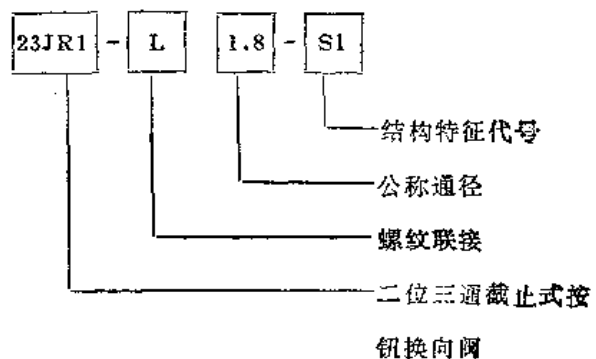 23JR1 - L 1.8 - S1
结构特征代号
公称通径
螺纹联接
二位三通截止式按
钮换向阀